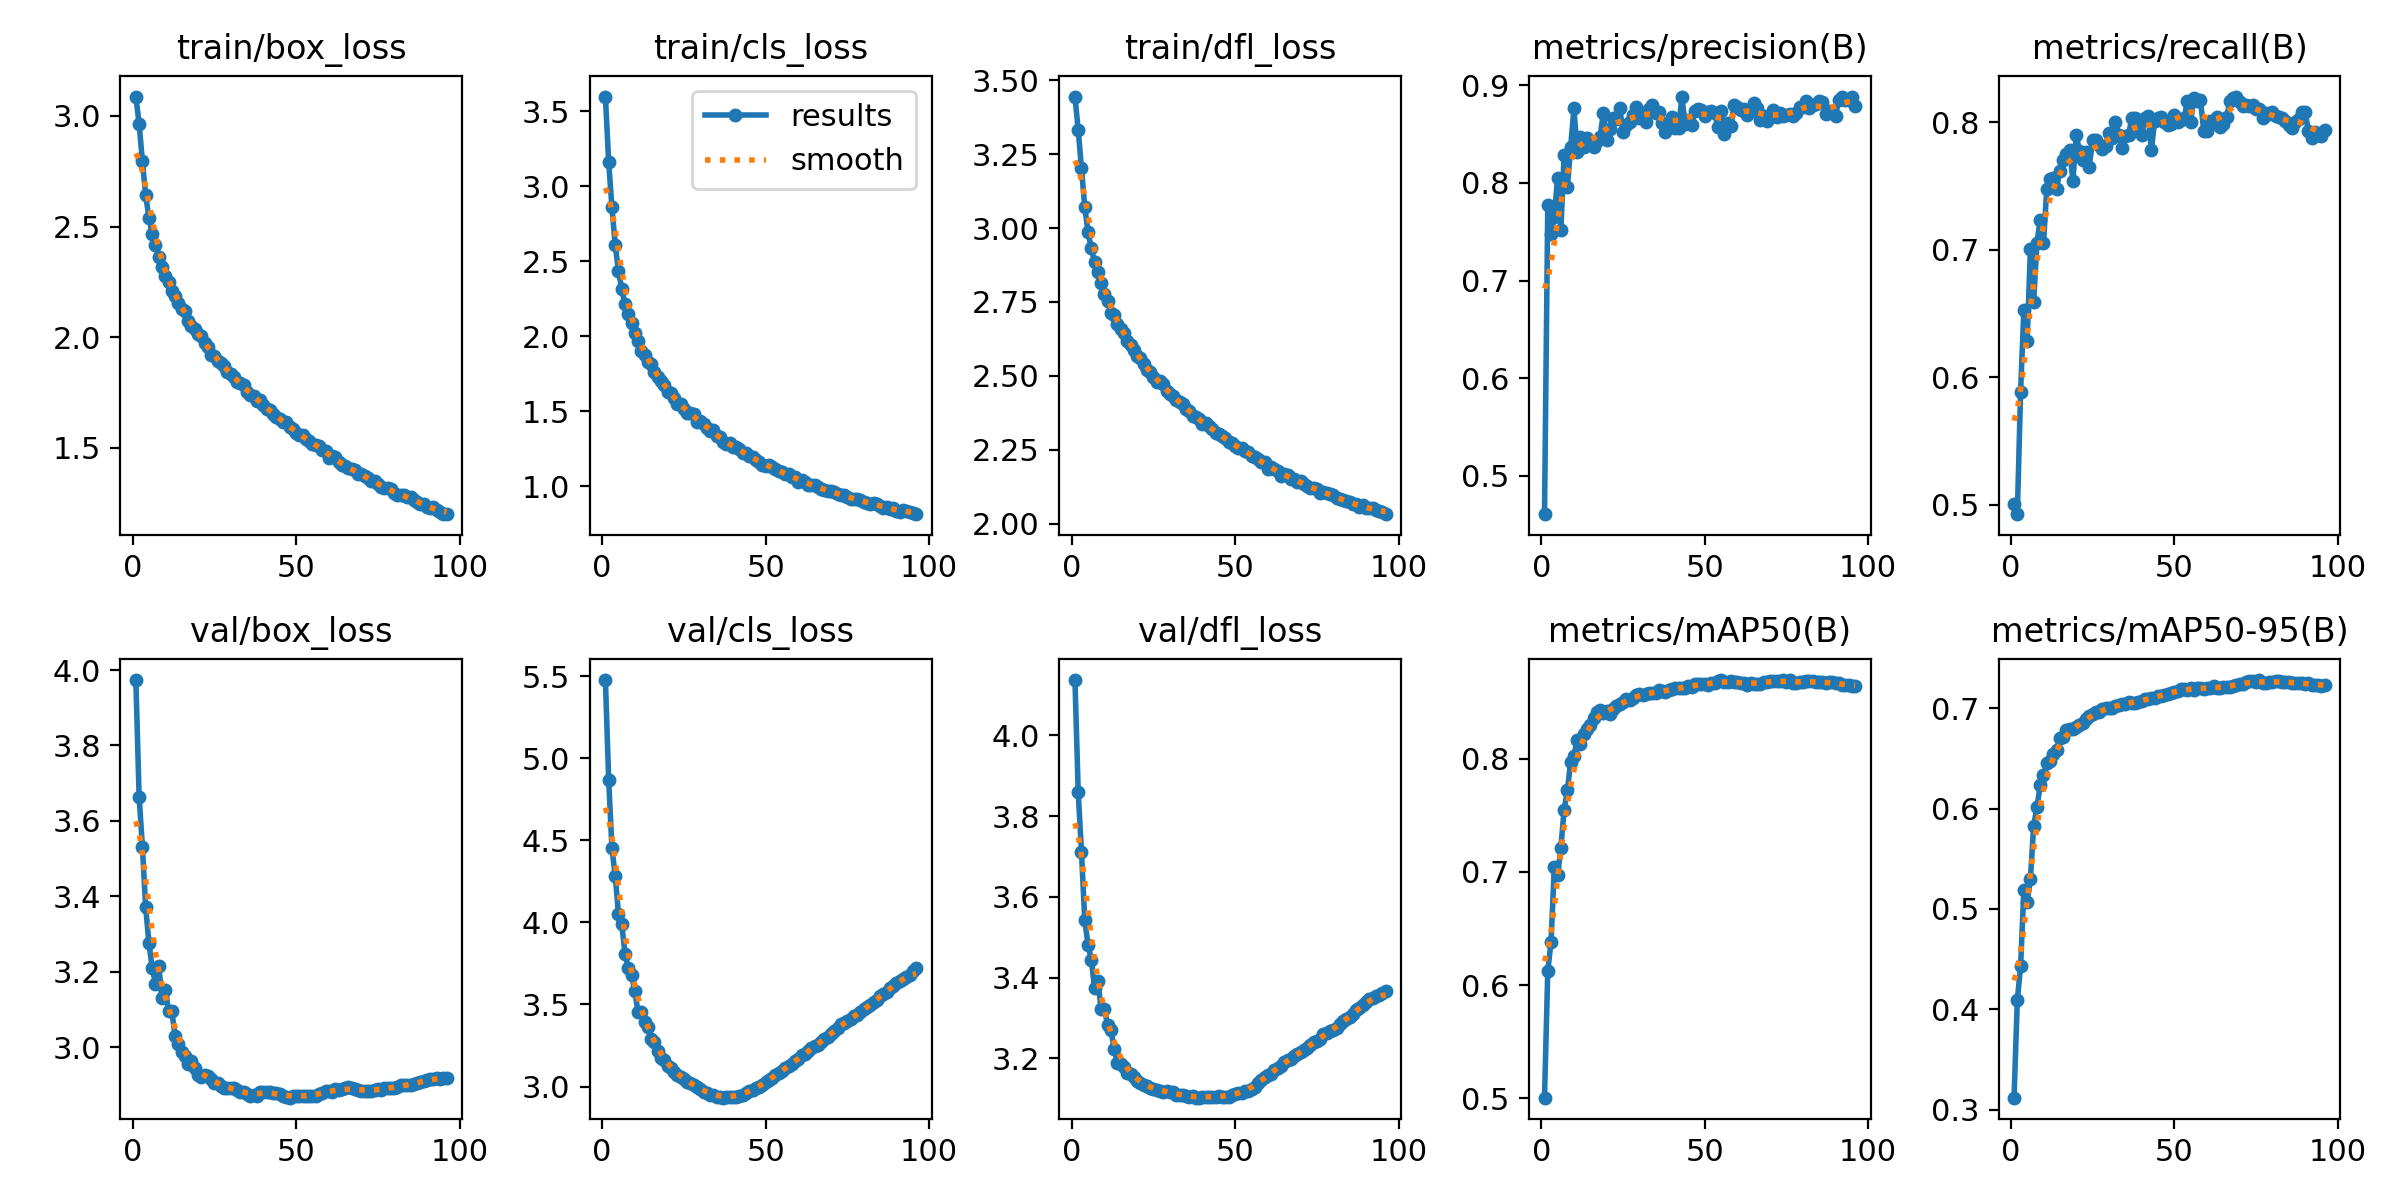 train/box_loss
train/cls_loss
train/dfl_loss
metrics/precision(B)
metrics/recall(B)
3.0
2.5
2.0
1.5
0 50 100
results
smooth
3.5
3.0
2.5
2.0
1.5
1.0
0 50 100
3.50
3.25
3.00
2.75
2.50
2.25
2.00
0 50 100
0.9
0.8
0.7
0.6
0.5
0 50 100
0.8
0.7
0.6
0.5
0 50 100
val/box_loss
val/cls_loss
val/dfl_loss
metrics/mAP50(B)
metrics/mAP50-95(B)
4.0
3.8
3.6
3.4
3.2
3.0
0 50 100
5.5
5.0
4.5
4.0
3.5
3.0
0 50 100
4.0
3.8
3.6
3.4
3.2
0 50 100
0.8
0.7
0.6
0.5
0 50 100
0.7
0.6
0.5
0.4
0.3
0 50 100